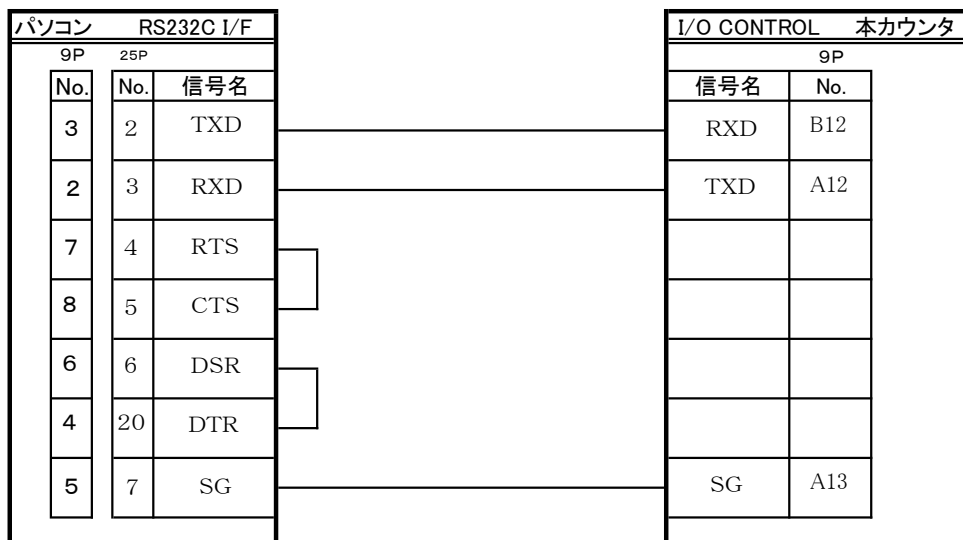 パソコン RS232C I/F I/O CONTROL 本カウンタ
9P 25P 9P
No. No. 信号名 信号名 No.
3 2 TXD RXD B12
2 3 RXD TXD A12
7 4 RTS
8 5 CTS
6 6 DSR
4 20 DTR
5 7 SG SG A13